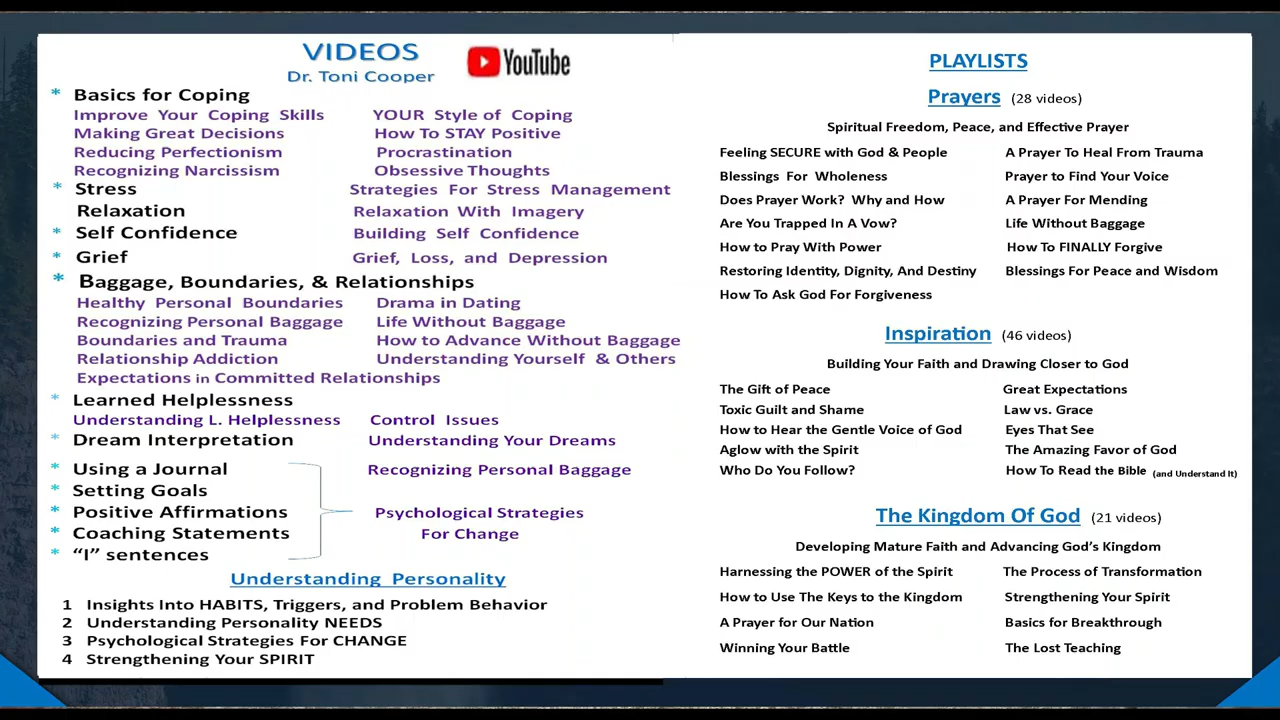 VIDEOS
Dr. Toni Cooper
YouTube
* Basics for Coping
Improve Your Coping Skills YOUR Style of Coping
Making Great Decisions How To STAY Positive
Reducing Perfectionism Procrastination
Recognizing Narcissism Obsessive Thoughts
* Stress Strategies For Stress Management
Relaxation Relaxation With Imagery
* Self Confidence Building Self Confidence
* Grief Grief, Loss, and Depression
* Baggage, Boundaries, & Relationships
Healthy Personal Boundaries Drama in Dating
Recognizing Personal Baggage Life Without Baggage
Boundaries and Trauma How to Advance Without Baggage
Relationship Addiction Understanding Yourself & Others
Expectations in Committed Relationships
* Learned Helplessness
Understanding L. Helplessness Control Issues
* Dream Interpretation Understanding Your Dreams
* Using a Journal Recognizing Personal Baggage
* Setting Goals
* Positive Affirmations Psychological Strategies
* Coaching Statements For Change
* “I” sentences
Understanding Personality
1 Insights Into HABITS, Triggers, and Problem Behavior
2 Understanding Personality NEEDS
3 Psychological Strategies For CHANGE
4 Strengthening Your SPIRIT
PLAYLISTS
Prayers (28 videos)
Spiritual Freedom, Peace, and Effective Prayer
Feeling SECURE with God & People A Prayer To Heal From Trauma
Blessings For Wholeness Prayer to Find Your Voice
Does Prayer Work? Why and How A Prayer For Mending
Are You Trapped In A Vow? Life Without Baggage
How to Pray With Power How To FINALLY Forgive
Restoring Identity, Dignity, And Destiny Blessings For Peace and Wisdom
How To Ask God For Forgiveness
Inspiration (46 videos)
Building Your Faith and Drawing Closer to God
The Gift of Peace Great Expectations
Toxic Guilt and Shame Law vs. Grace
How to Hear the Gentle Voice of God Eyes That See
Aglow with the Spirit The Amazing Favor of God
Who Do You Follow? How To Read the Bible (and Understand It)
The Kingdom Of God (21 videos)
Developing Mature Faith and Advancing God’s Kingdom
Harnessing the POWER of the Spirit The Process of Transformation
How to Use The Keys to the Kingdom Strengthening Your Spirit
A Prayer for Our Nation Basics for Breakthrough
Winning Your Battle The Lost Teaching